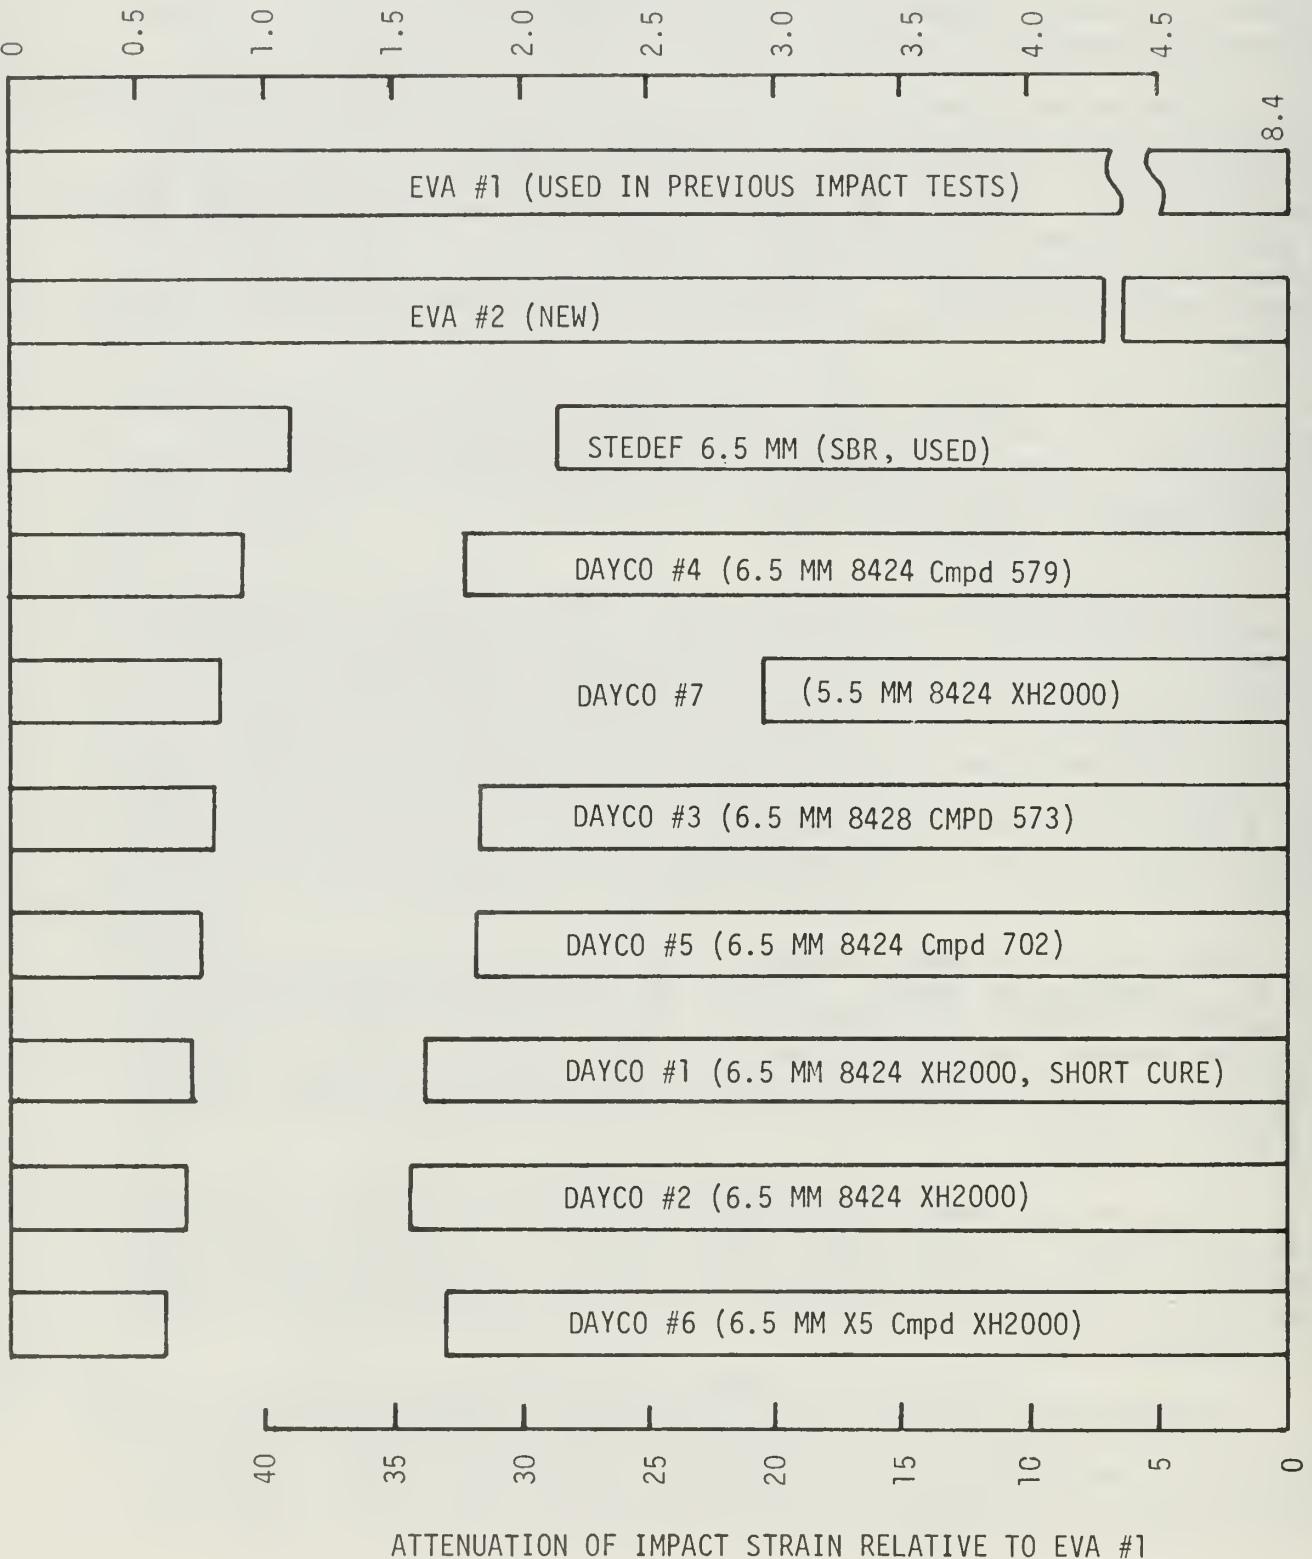 0 0.5 1.0 1.5 2.0 2.5 3.0 3.5 4.0 4.5
8.4
EVA #1 (USED IN PREVIOUS IMPACT TESTS)
EVA #2 (NEW)
STEDEF 6.5 MM (SBR, USED)
DAYCO #4 (6.5 MM 8424 Cmpd 579)
DAYCO #7 (5.5 MM 8424 XH2000)
DAYCO #3 (6.5 MM 8428 CMPD 573)
DAYCO #5 (6.5 MM 8424 Cmpd 702)
DAYCO #1 (6.5 MM 8424 XH2000, SHORT CURE)
DAYCO #2 (6.5 MM 8424 XH2000)
DAYCO #6 (6.5 MM X5 Cmpd XH2000)
40 35 30 25 20 15 10 5 0
ATTENUATION OF IMPACT STRAIN RELATIVE TO EVA #1